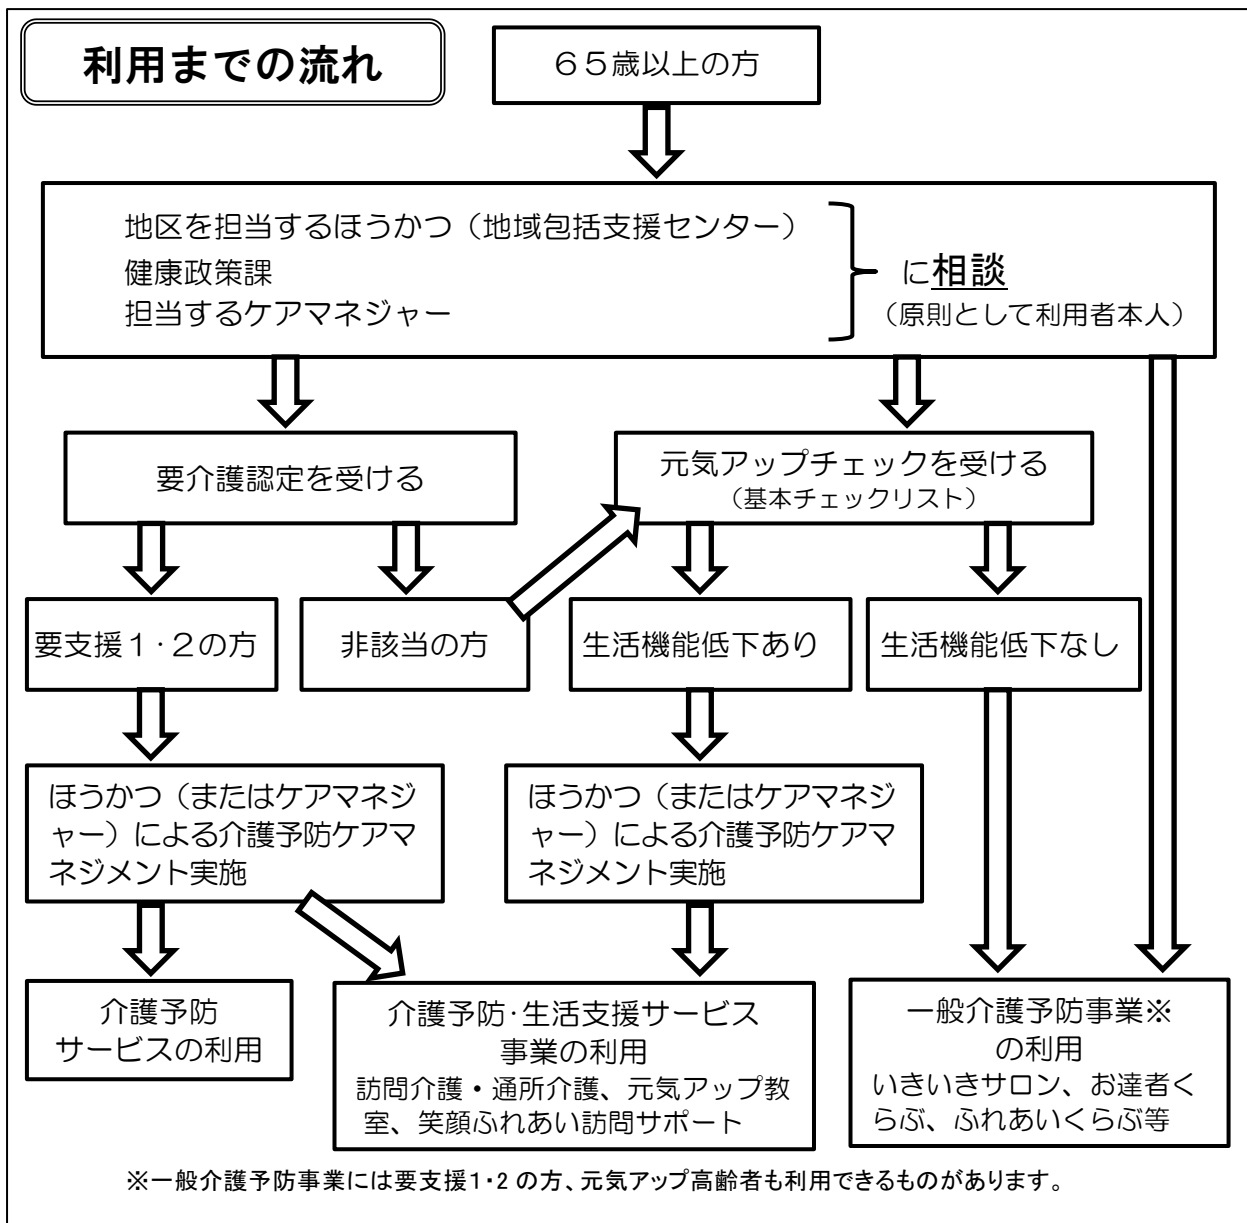 利用までの流れ
６５歳以上の方
地区を担当するほうかつ（地域包括支援センター）
健康政策課
担当するケアマネジャー
に相談
（原則として利用者本人）
要介護認定を受ける
元気アップチェックを受ける
（基本チェックリスト）
要支援１･２の方
非該当の方
生活機能低下あり
生活機能低下なし
ほうかつ（またはケアマネジ
ャー）による介護予防ケアマ
ネジメント実施
ほうかつ（またはケアマネジ
ャー）による介護予防ケアマ
ネジメント実施
介護予防
サービスの利用
介護予防･生活支援サービス
事業の利用
訪問介護・通所介護、元気アップ教
室、笑顔ふれあい訪問サポート
一般介護予防事業※
の利用
いきいきサロン、お達者く
らぶ、ふれあいくらぶ等
※一般介護予防事業には要支援1･2 の方、元気アップ高齢者も利用できるものがあります。